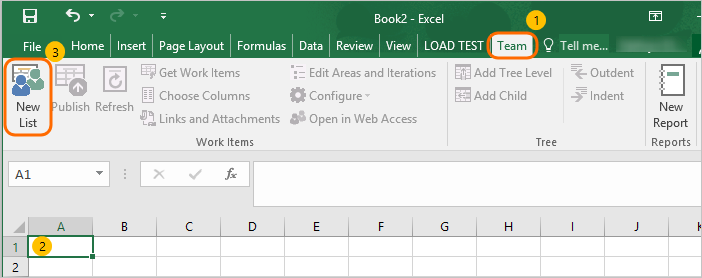 Book2 - Excel
1
File 3 Home Insert Page Layout Formulas Data Review View LOAD TEST Team Tell me...
New List
Publish
Refresh
Get Work Items
Choose Columns
Links and Attachments
Edit Areas and Iterations
Configure
Open in Web Access
Work Items
Add Tree Level
Add Child
Outdent
Indent
Tree
New Report
Reports
A1 fx
A B C D E F G H I J K
1 2
2